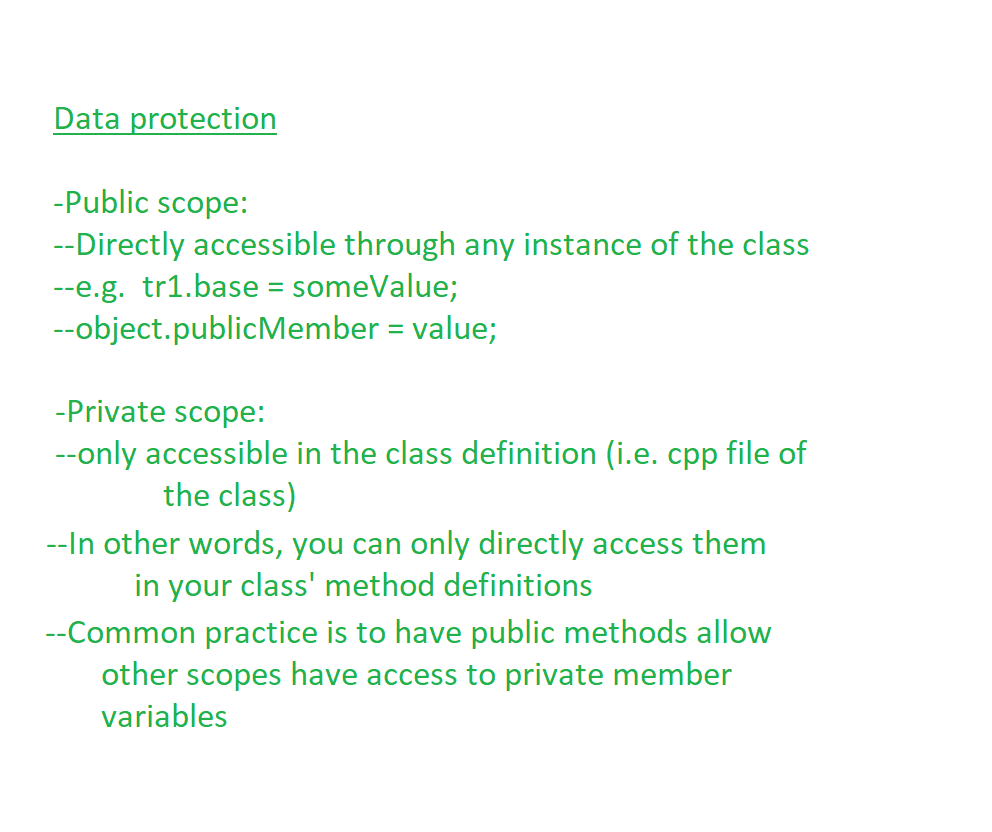 Data protection
-Public scope:
--Directly accessible through any instance of the class
--e.g.  tr1.base = someValue;
--object.publicMember = value;
-Private scope:
--only accessible in the class definition (i.e. cpp file of
the class)
--In other words, you can only directly access them
in your class' method definitions
--Common practice is to have public methods allow
other scopes have access to private member
variables